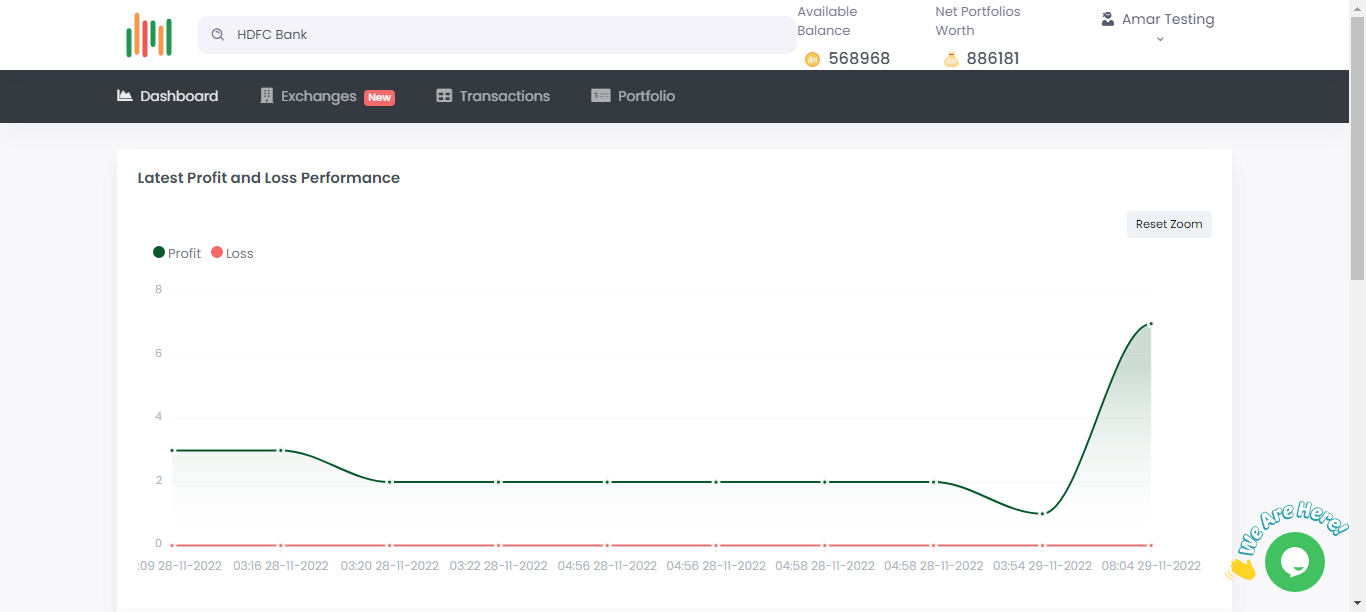 HDFC Bank
Available
Balance
568968
Net Portfolios
Worth
886181
Amar Testing
Dashboard
Exchanges New
Transactions
Portfolio
Latest Profit and Loss Performance
Reset Zoom
Profit Loss
8
6
4
2
0
:09 28-11-2022 03:16 28-11-2022 03:20 28-11-2022 03:22 28-11-2022 04:56 28-11-2022 04:56 28-11-2022 04:58 28-11-2022 04:58 28-11-2022 03:54 29-11-2022 08:04 29-11-2022
We Are Here!